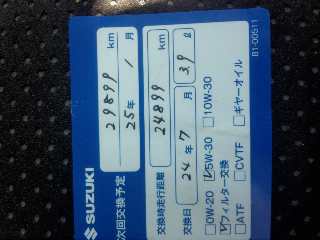 SUZUKI
次回交換予定
29899 km
25年 1月
交換時走行距離
24899 km
交換日
24年 7月 3.9 ℓ
□0W-20 ☑5W-30 □10W-30
☑フィルター交換
□ATF □CVTF □ギヤーオイル
B1-00511